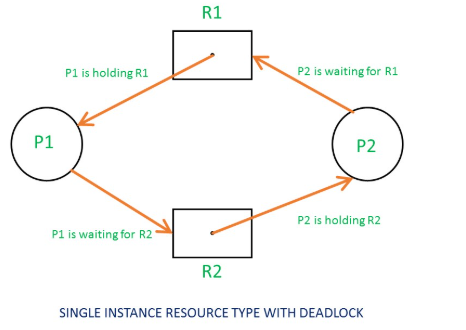 R1
P1 is holding R1
P2 is waiting for R1
P1
P2
P1 is waiting for R2
P2 is holding R2
R2
SINGLE INSTANCE RESOURCE TYPE WITH DEADLOCK